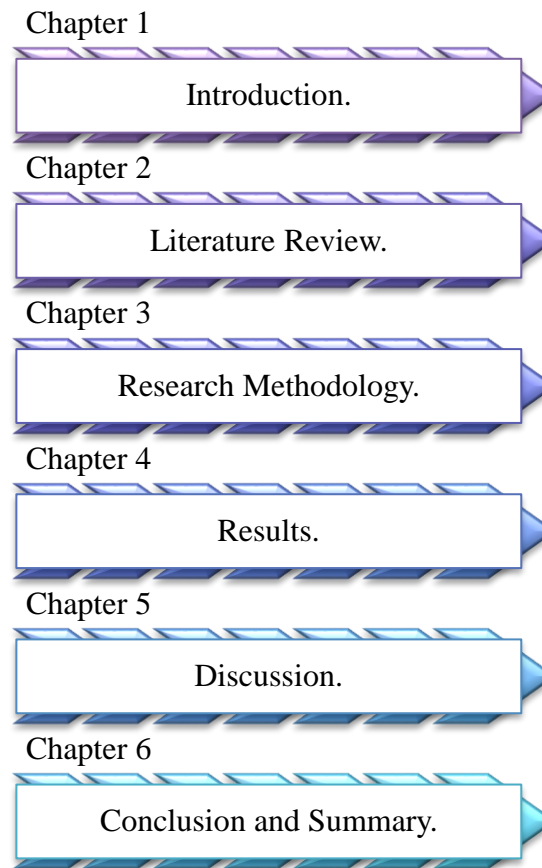 Chapter 1
Introduction.
Chapter 2
Literature Review.
Chapter 3
Research Methodology.
Chapter 4
Results.
Chapter 5
Discussion.
Chapter 6
Conclusion and Summary.